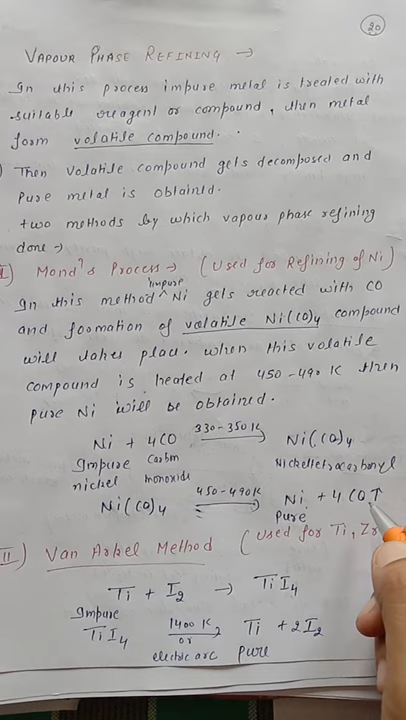 20
VAPOUR PHASE REFINING →
In this process impure metal is treated with
suitable reagent or compound, then metal
form volatile compound.
) Then Volatile compound gets decomposed and
Pure metal is obtained.
two methods by which vapour phase refining
done →
I) Mond's Process → (Used for Refining of Ni)
impure
In this method ^ Ni gets reacted with CO
and formation of volatile Ni(CO)4 compound
will takes place. when this volatile
compound is heated at 450-490 K then
pure Ni will be obtained.
Ni + 4CO 330-350K → Ni(CO)4
Impure Carbon Nickeltetracarbonyl
nickel monoxide
Ni(CO)4 450-490K → Ni + 4CO↑
Pure
II) Van Arkel Method (Used for Ti, Zr
Ti + I2 → TiI4
Impure
TiI4 1400 K → Ti + 2I2
or
electric arc pure